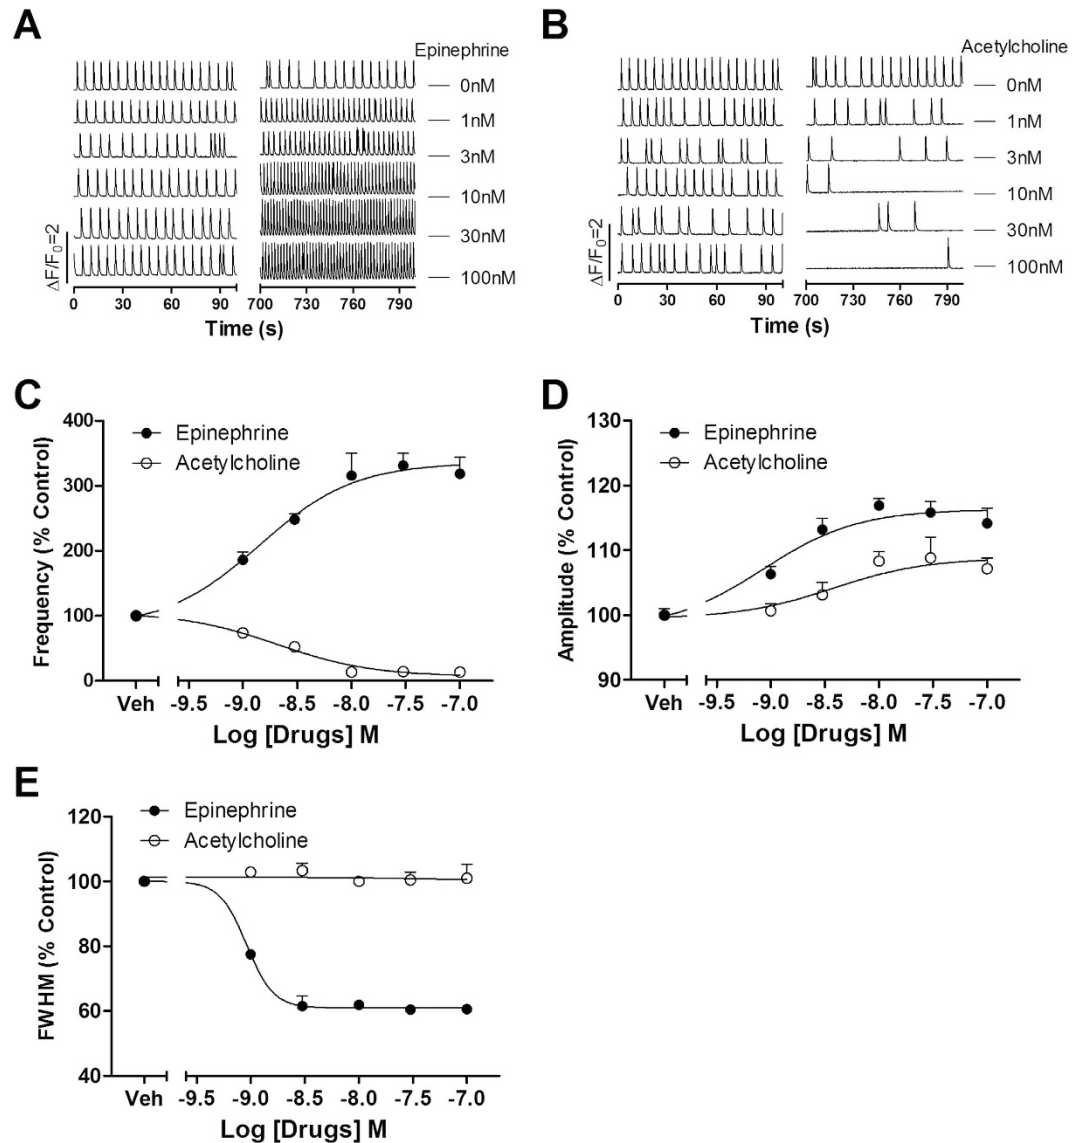 A
Epinephrine
0nM
1nM
3nM
10nM
30nM
100nM
ΔF/F0=2
0 30 60 90 700 730 760 790
Time (s)
B
Acetylcholine
0nM
1nM
3nM
10nM
30nM
100nM
ΔF/F0=2
0 30 60 90 700 730 760 790
Time (s)
C
Epinephrine
Acetylcholine
Frequency (% Control)
400
300
200
100
0
Veh -9.5 -9.0 -8.5 -8.0 -7.5 -7.0
Log [Drugs] M
D
Epinephrine
Acetylcholine
Amplitude (% Control)
130
120
110
100
90
Veh -9.5 -9.0 -8.5 -8.0 -7.5 -7.0
Log [Drugs] M
E
Epinephrine
Acetylcholine
FWHM (% Control)
120
100
80
60
40
Veh -9.5 -9.0 -8.5 -8.0 -7.5 -7.0
Log [Drugs] M